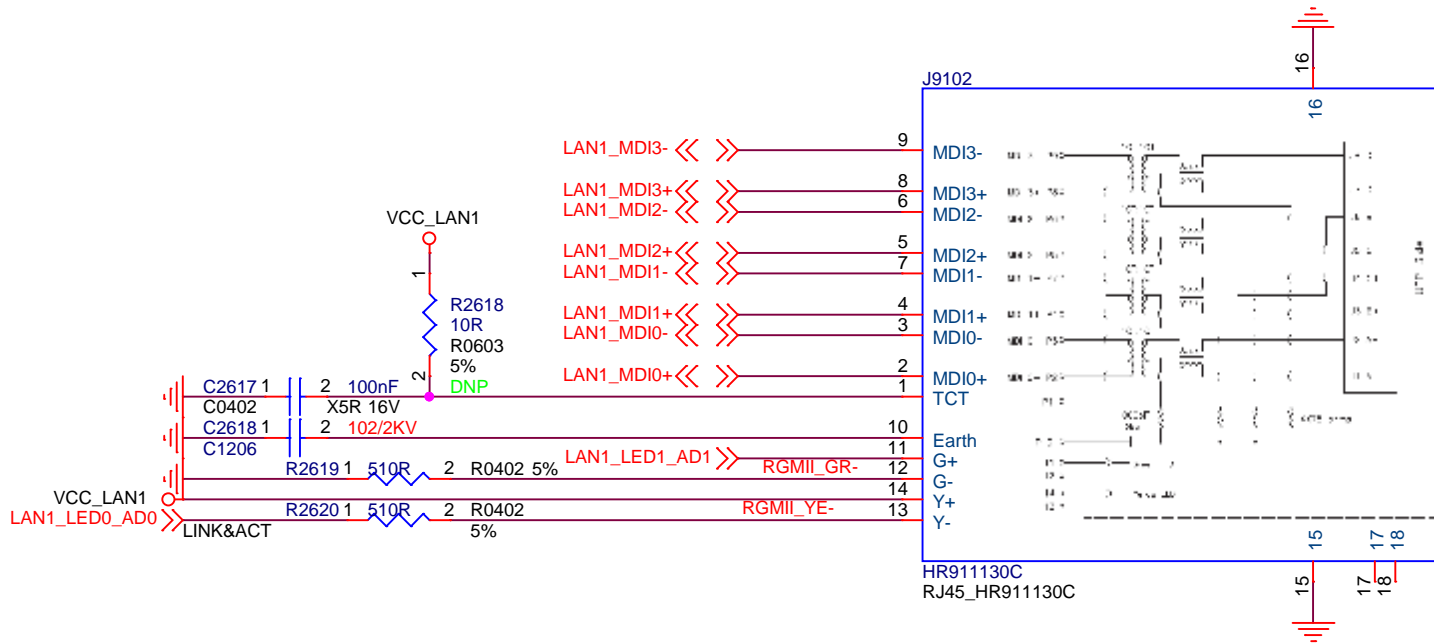 16
J9102
16
LAN1_MDI3- 9 MDI3-
LAN1_MDI3+ 8 MDI3+
LAN1_MDI2- 6 MDI2-
VCC_LAN1
LAN1_MDI2+ 5 MDI2+
LAN1_MDI1- 7 MDI1-
1
R2618
10R
R0603
5%
DNP
2
LAN1_MDI1+ 4 MDI1+
LAN1_MDI0- 3 MDI0-
LAN1_MDI0+ 2 MDI0+
C2617 1 2 100nF 1 TCT
C0402 X5R 16V
C2618 1 2 102/2KV 10 Earth
C1206
LAN1_LED1_AD1 11 G+
R2619 1 510R 2 R0402 5% RGMII_GR- 12 G-
VCC_LAN1 14 Y+
LAN1_LED0_AD0 R2620 1 510R 2 R0402 RGMII_YE- 13 Y-
LINK&ACT 5%
15 17 18
HR911130C
RJ45_HR911130C
15 17 18